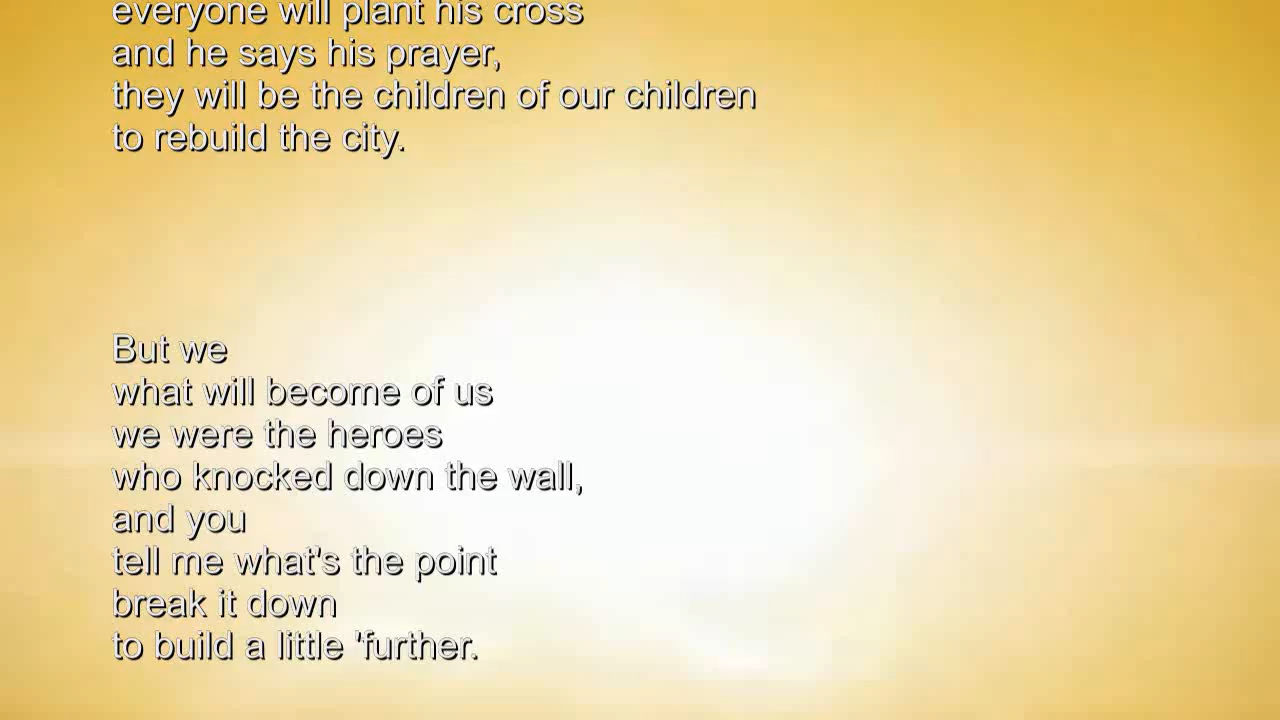 everyone will plant his cross
and he says his prayer,
they will be the children of our children
to rebuild the city.
But we
what will become of us
we were the heroes
who knocked down the wall,
and you
tell me what's the point
break it down
to build a little 'further.